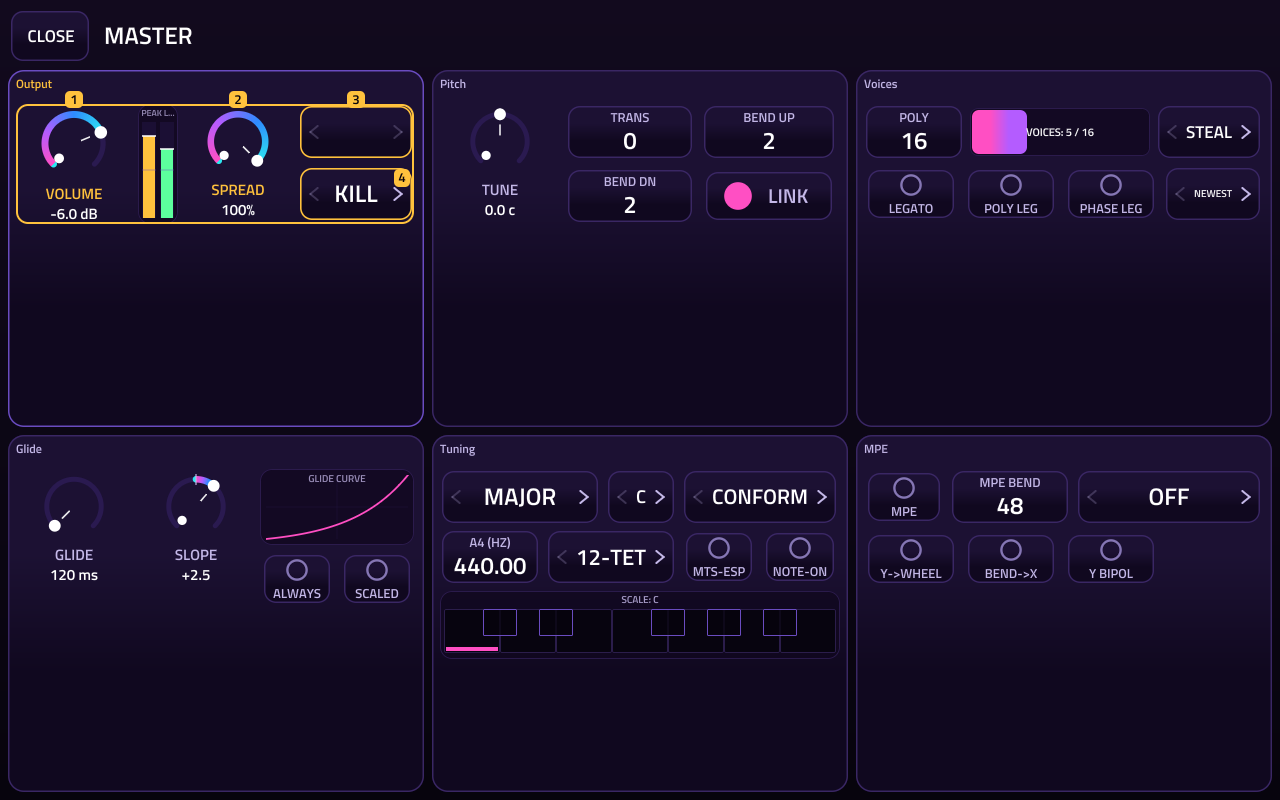 CLOSE
MASTER
Output
1
2
3
PEAK L...
VOLUME
-6.0 dB
SPREAD
100%
4
KILL
Pitch
TUNE
0.0 c
TRANS
0
BEND UP
2
BEND DN
2
LINK
Voices
POLY
16
VOICES: 5 / 16
STEAL
LEGATO
POLY LEG
PHASE LEG
NEWEST
Glide
GLIDE
120 ms
SLOPE
+2.5
GLIDE CURVE
ALWAYS
SCALED
Tuning
MAJOR
C
CONFORM
A4 (HZ)
440.00
12-TET
MTS-ESP
NOTE-ON
SCALE: C
MPE
MPE
MPE BEND
48
OFF
Y->WHEEL
BEND->X
Y BIPOL